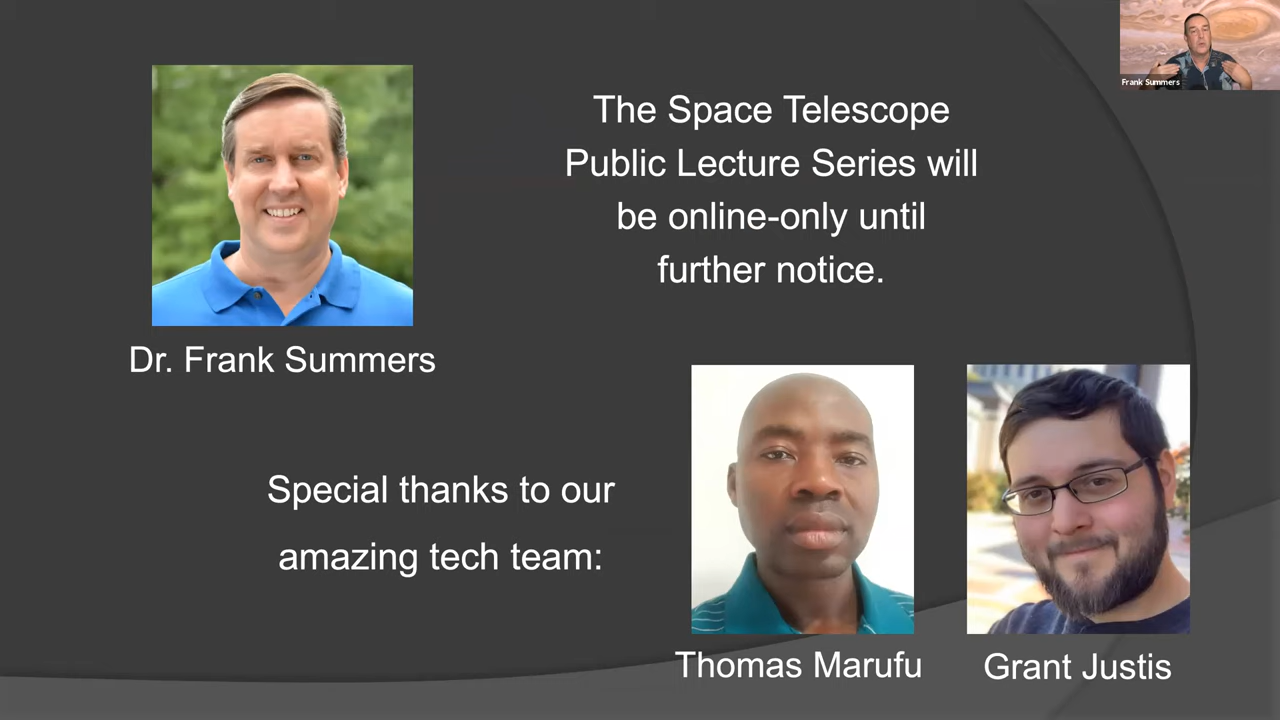 Frank Summers
The Space Telescope
Public Lecture Series will
be online-only until
further notice.
Dr. Frank Summers
Special thanks to our
amazing tech team:
Thomas Marufu
Grant Justis